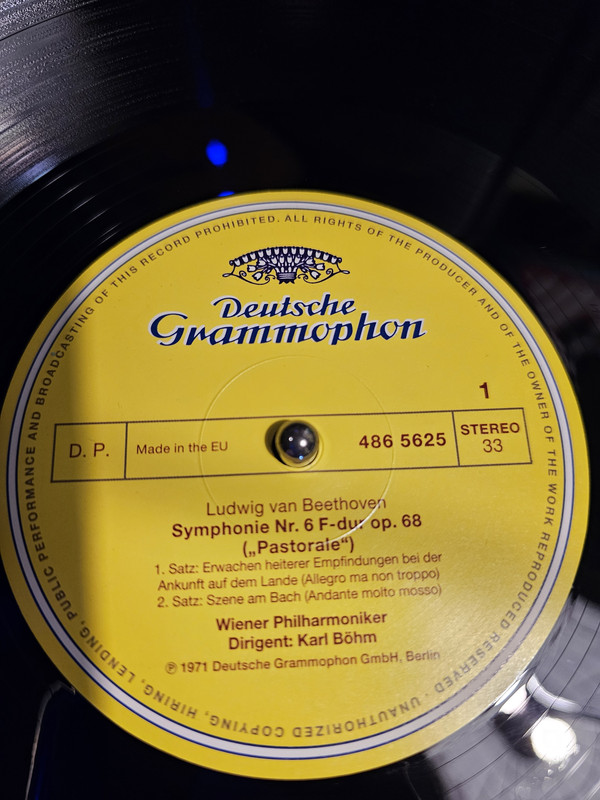 Deutsche
Grammophon
1
D. P.
Made in the EU
486 5625
STEREO
33
Ludwig van Beethoven
Symphonie Nr. 6 F-dur op. 68
(„Pastorale“)
1. Satz: Erwachen heiterer Empfindungen bei der
Ankunft auf dem Lande (Allegro ma non troppo)
2. Satz: Szene am Bach (Andante molto mosso)
Wiener Philharmoniker
Dirigent: Karl Böhm
℗ 1971 Deutsche Grammophon GmbH, Berlin
ALL RIGHTS OF THE PRODUCER AND OF THE OWNER OF THE WORK REPRODUCED RESERVED · UNAUTHORIZED COPYING, HIRING, LENDING, PUBLIC PERFORMANCE AND BROADCASTING OF THIS RECORD PROHIBITED.